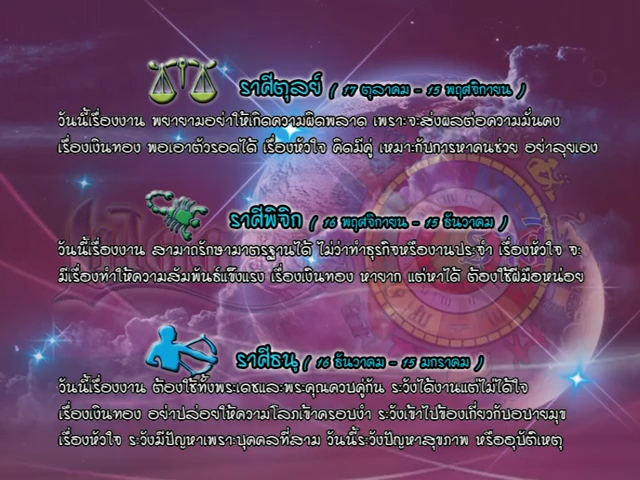 ราศีตุลย์ ( 17 ตุลาคม - 15 พฤศจิกายน )
วันนี้เรื่องงาน พยายามอย่าให้เกิดความผิดพลาด เพราะจะส่งผลต่อความมั่นคง
เรื่องเงินทอง พอเอาตัวรอดได้ เรื่องหัวใจ คิดมีคู่ เหมาะกับการหาคนช่วย อย่าลุยเอง
ราศีพิจิก ( 16 พฤศจิกายน - 15 ธันวาคม )
วันนี้เรื่องงาน สามารถรักษามาตรฐานได้ ไม่ว่าทำธุรกิจหรืองานประจำ เรื่องหัวใจ จะ
มีเรื่องทำให้ความสัมพันธ์แข็งแรง เรื่องเงินทอง หายาก แต่หาได้ ต้องใช้ฝีมือหน่อย
ราศีธนู ( 16 ธันวาคม - 15 มกราคม )
วันนี้เรื่องงาน ต้องใช้ทั้งพระเดชและพระคุณควบคู่กัน ระวังได้งานแต่ไม่ได้ใจ
เรื่องเงินทอง อย่าปล่อยให้ความโลภเข้าครอบงำ ระวังเข้าไปข้องเกี่ยวกับอบายมุข
เรื่องหัวใจ ระวังมีปัญหาเพราะบุคคลที่สาม วันนี้ระวังปัญหาสุขภาพ หรืออุบัติเหตุ